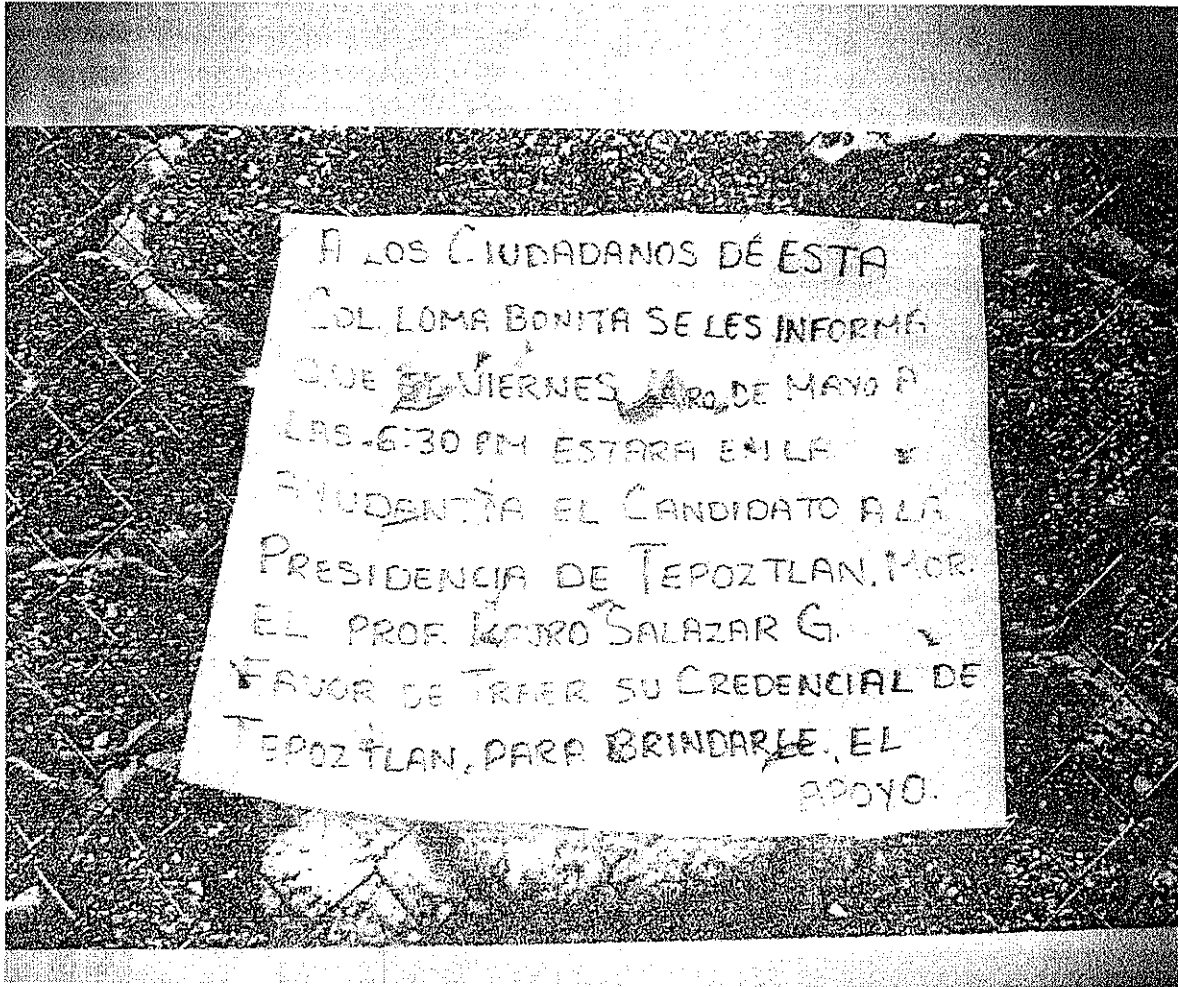 A LOS CIUDADANOS DE ESTA
COL. LOMA BONITA SE LES INFORMA
QUE EL VIERNES 1RO. DE MAYO A
LAS 6:30 PM ESTARA EN LA
AYUDANTIA EL CANDIDATO A LA
PRESIDENCIA DE TEPOZTLAN, MOR.
EL PROF. SALAZAR G.
FAVOR DE TRAER SU CREDENCIAL DE
TEPOZTLAN, PARA BRINDARLE, EL
APOYO.